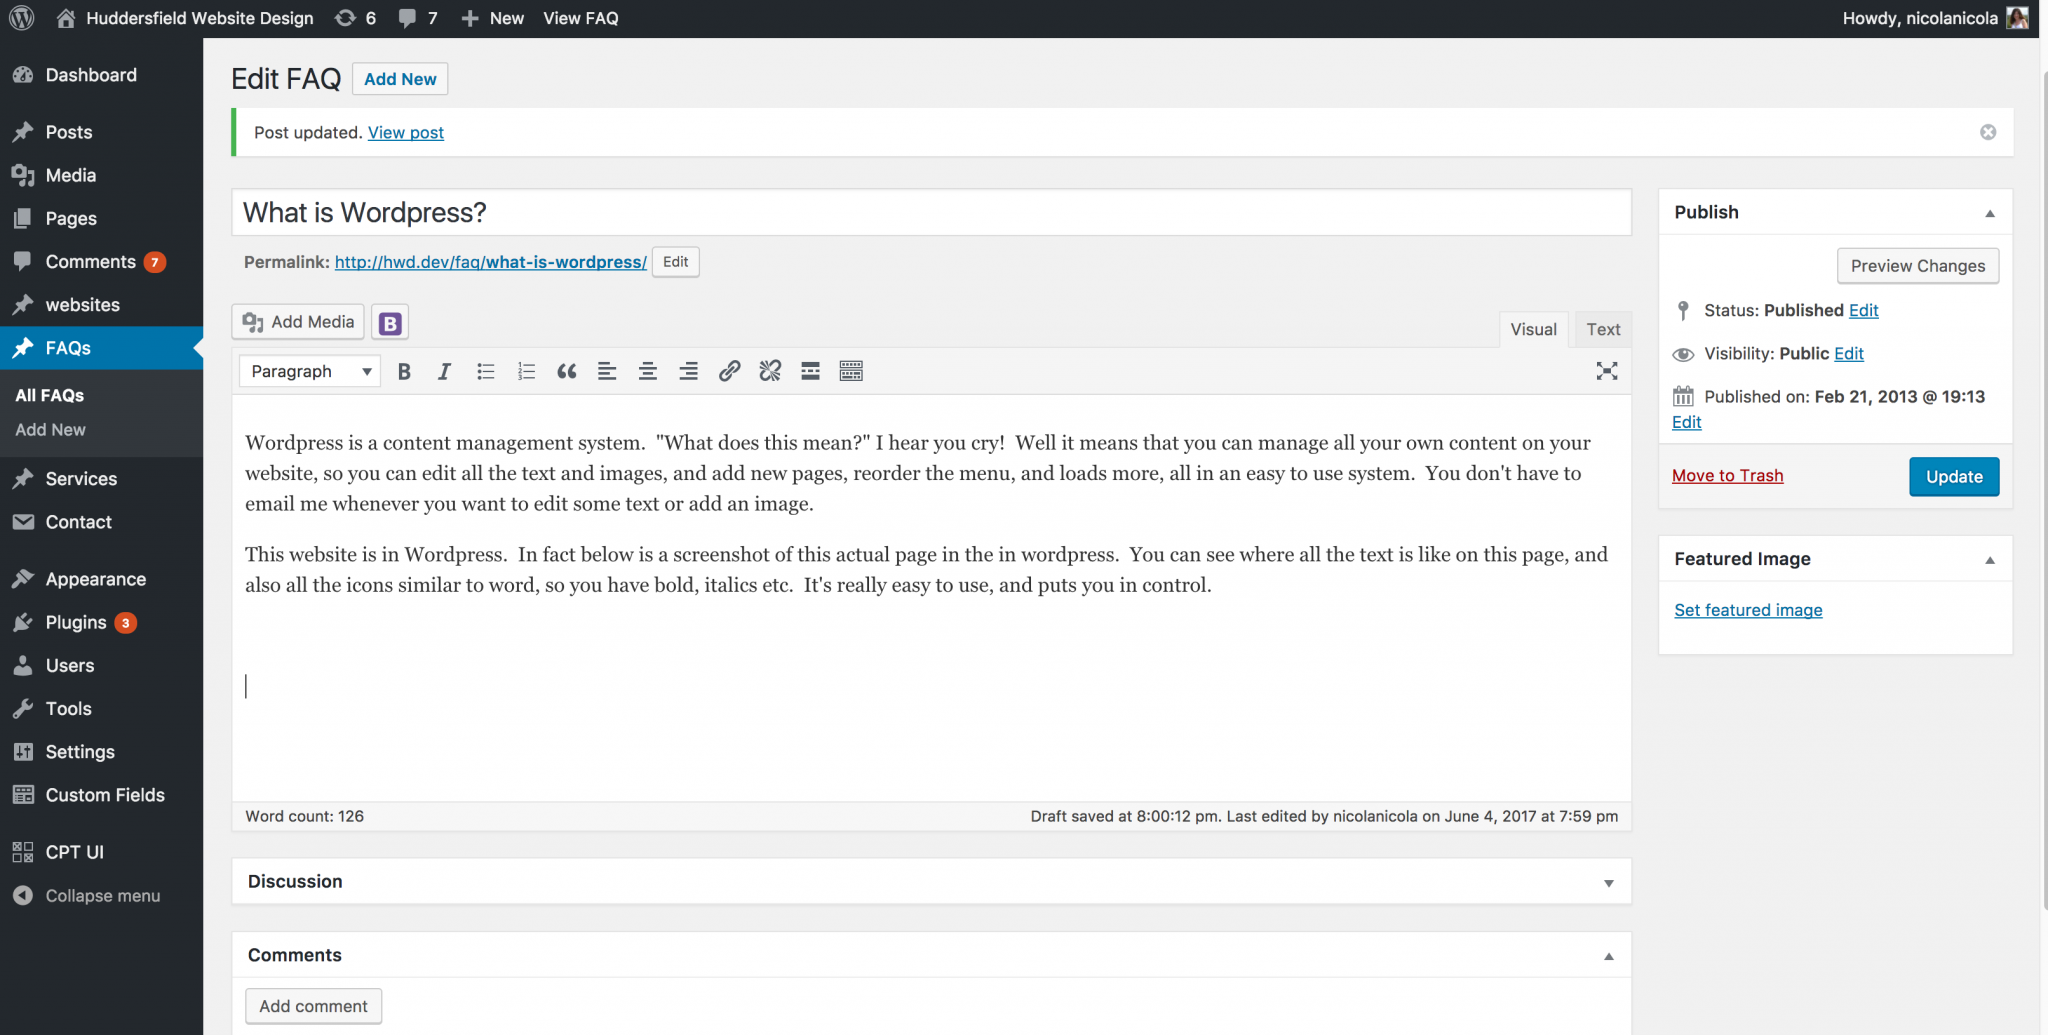 Huddersfield Website Design 6 7 New View FAQ Howdy, nicolanicola
Dashboard
Posts
Media
Pages
Comments 7
websites
FAQs
All FAQs
Add New
Services
Contact
Appearance
Plugins 3
Users
Tools
Settings
Custom Fields
CPT UI
Collapse menu
Edit FAQ Add New
Post updated. View post
What is Wordpress?
Permalink: http://hwd.dev/faq/what-is-wordpress/ Edit
Add Media B
Visual Text
Paragraph B I
Wordpress is a content management system.  "What does this mean?" I hear you cry!  Well it means that you can manage all your own content on your
website, so you can edit all the text and images, and add new pages, reorder the menu, and loads more, all in an easy to use system.  You don't have to
email me whenever you want to edit some text or add an image.
This website is in Wordpress.  In fact below is a screenshot of this actual page in the in wordpress.  You can see where all the text is like on this page, and
also all the icons similar to word, so you have bold, italics etc.  It's really easy to use, and puts you in control.
Word count: 126
Draft saved at 8:00:12 pm. Last edited by nicolanicola on June 4, 2017 at 7:59 pm
Discussion
Comments
Add comment
Publish
Preview Changes
Status: Published Edit
Visibility: Public Edit
Published on: Feb 21, 2013 @ 19:13
Edit
Move to Trash Update
Featured Image
Set featured image